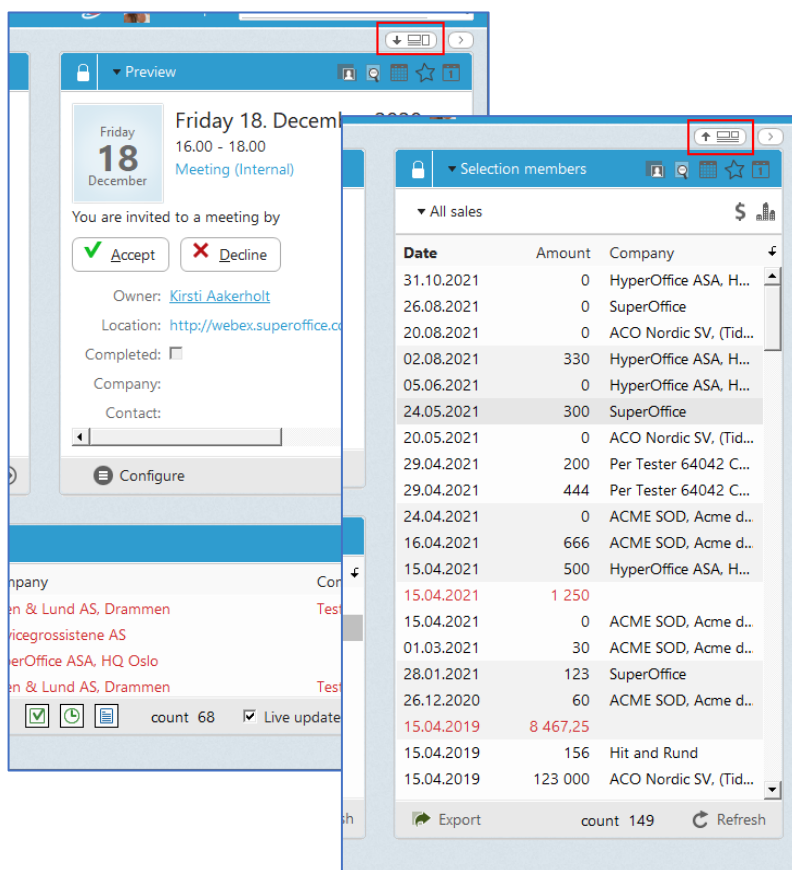 Preview
Friday
18
December
Friday 18. Decem
16.00 - 18.00
Meeting (Internal)
You are invited to a meeting by
Accept
Decline
Owner: Kirsti Aakerholt
Location: http://webex.superoffice.co
Completed:
Company:
Contact:
Configure
mpany
Cor
en & Lund AS, Drammen
Test
vicegrossistene AS
erOffice ASA, HQ Oslo
en & Lund AS, Drammen
Test
count 68
Live update
sh
Selection members
1
All sales
$
Date Amount Company
31.10.2021 0 HyperOffice ASA, H...
26.08.2021 0 SuperOffice
20.08.2021 0 ACO Nordic SV, (Tid...
02.08.2021 330 HyperOffice ASA, H...
05.06.2021 0 HyperOffice ASA, H...
24.05.2021 300 SuperOffice
20.05.2021 0 ACO Nordic SV, (Tid...
29.04.2021 200 Per Tester 64042 C...
29.04.2021 444 Per Tester 64042 C...
24.04.2021 0 ACME SOD, Acme d...
16.04.2021 666 ACME SOD, Acme d...
15.04.2021 500 HyperOffice ASA, H...
15.04.2021 1 250
15.04.2021 0 ACME SOD, Acme d...
01.03.2021 30 ACME SOD, Acme d...
28.01.2021 123 SuperOffice
26.12.2020 60 ACME SOD, Acme d...
15.04.2019 8 467,25
15.04.2019 156 Hit and Rund
15.04.2019 123 000 ACO Nordic SV, (Tid...
Export
count 149
Refresh